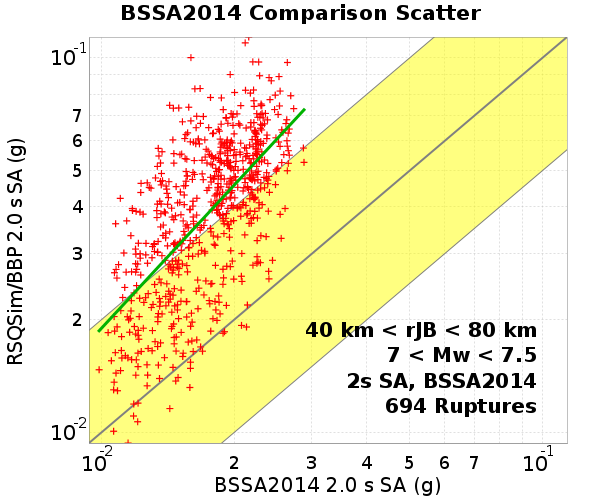 BSSA2014 Comparison Scatter
RSQSim/BBP 2.0 s SA (g)
10-1
7
6
5
4
3
2
10-2
40 km < rJB < 80 km
7 < Mw < 7.5
2s SA, BSSA2014
694 Ruptures
10-2 2 3 4 5 6 7 10-1
BSSA2014 2.0 s SA (g)